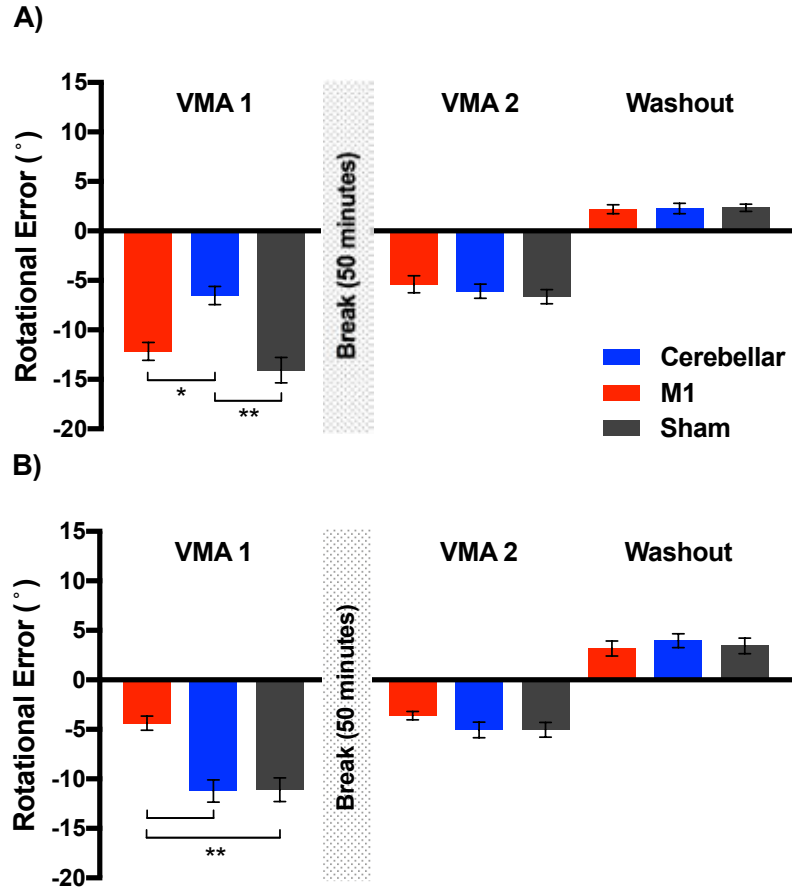 A)
VMA 1
VMA 2
Washout
Rotational Error (°)
15
10
5
0
-5
-10
-15
-20
Break (50 minutes)
*
**
Cerebellar
M1
Sham
B)
VMA 1
VMA 2
Washout
Rotational Error (°)
15
10
5
0
-5
-10
-15
-20
Break (50 minutes)
**